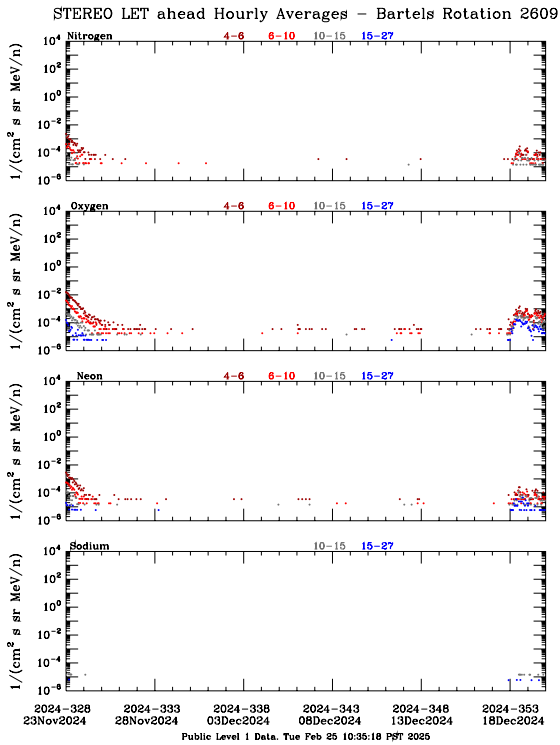 STEREO LET ahead Hourly Averages - Bartels Rotation 2609
Nitrogen 4-6 6-10 10-15 15-27
10^4
10^2
10^0
10^-2
10^-4
10^-6
1/(cm^2 s sr MeV/n)
Oxygen 4-6 6-10 10-15 15-27
10^4
10^2
10^0
10^-2
10^-4
10^-6
1/(cm^2 s sr MeV/n)
Neon 4-6 6-10 10-15 15-27
10^4
10^2
10^0
10^-2
10^-4
10^-6
1/(cm^2 s sr MeV/n)
Sodium 10-15 15-27
10^4
10^2
10^0
10^-2
10^-4
10^-6
1/(cm^2 s sr MeV/n)
2024-328 2024-333 2024-338 2024-343 2024-348 2024-353
23Nov2024 28Nov2024 03Dec2024 08Dec2024 13Dec2024 18Dec2024
Public Level 1 Data, Tue Feb 25 10:35:18 PST 2025